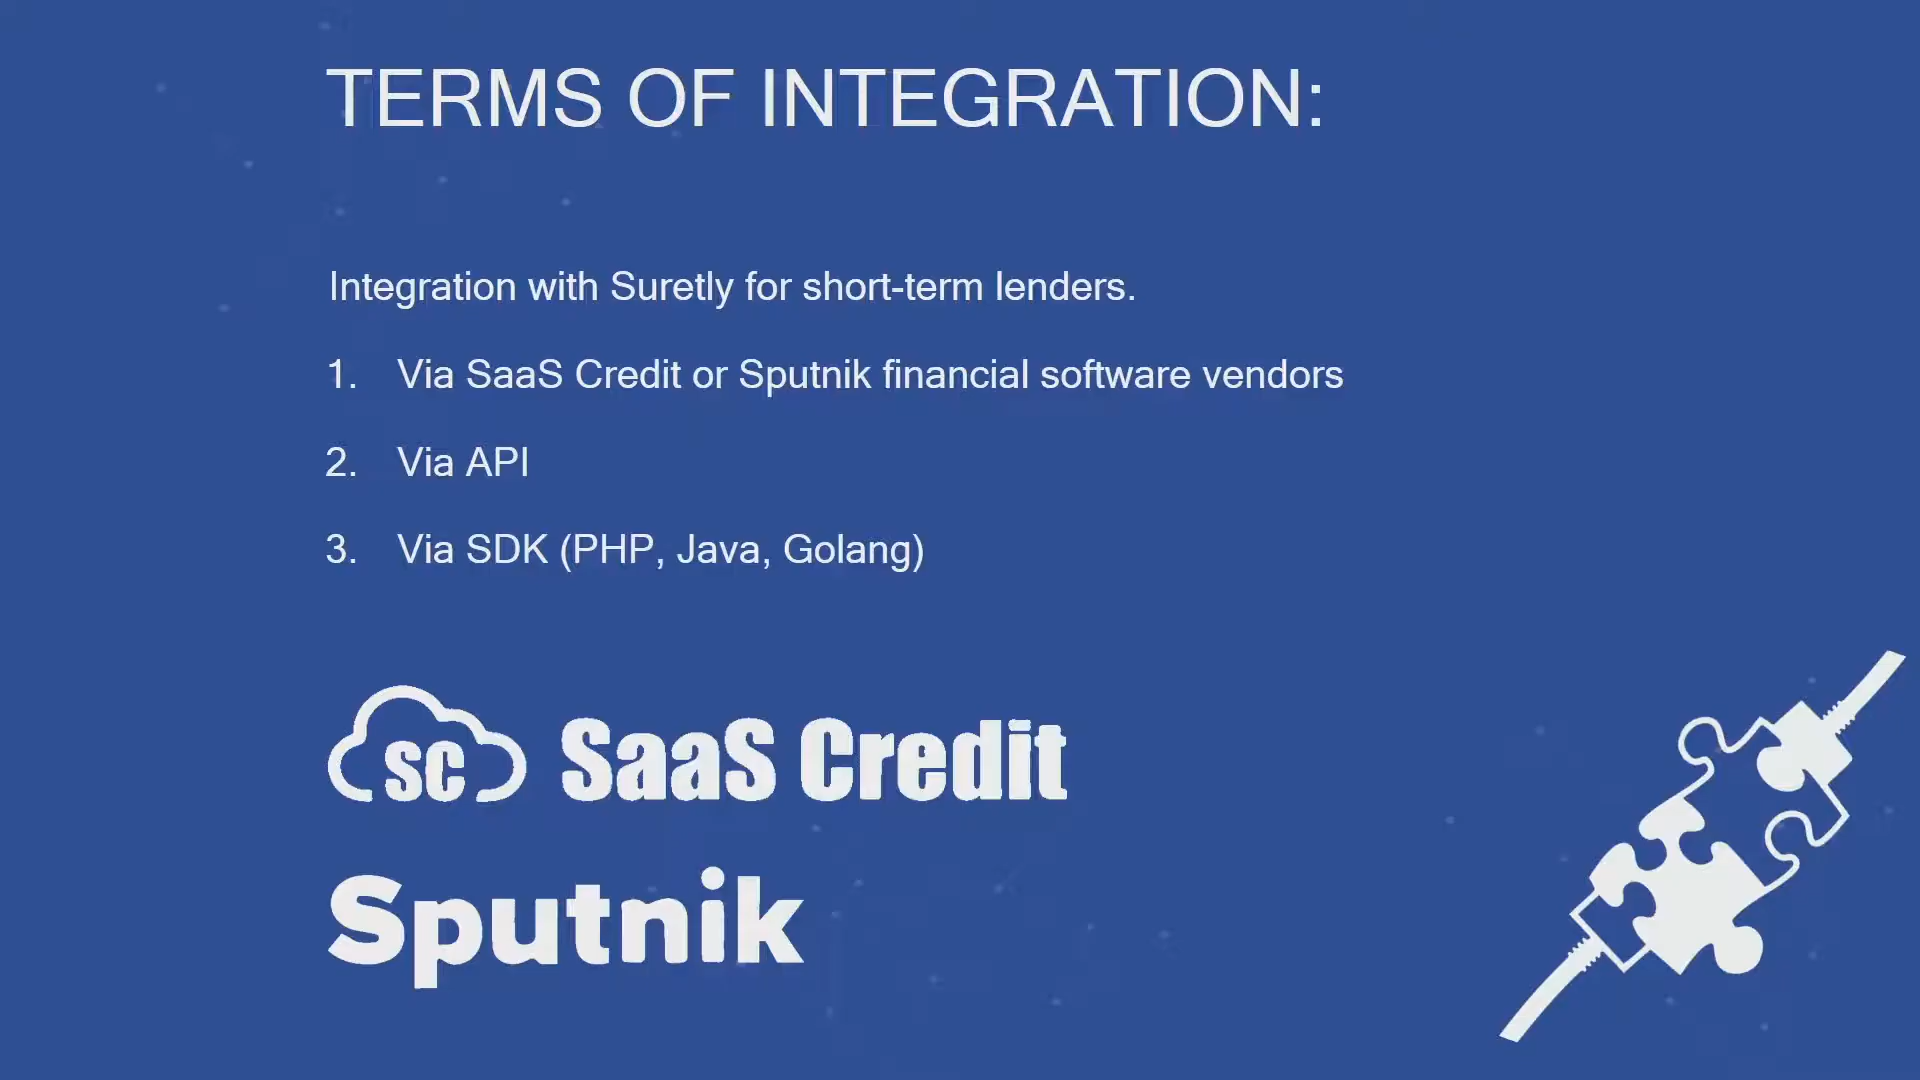 TERMS OF INTEGRATION:
Integration with Suretly for short-term lenders.
1. Via SaaS Credit or Sputnik financial software vendors
2. Via API
3. Via SDK (PHP, Java, Golang)
sc SaaS Credit
Sputnik